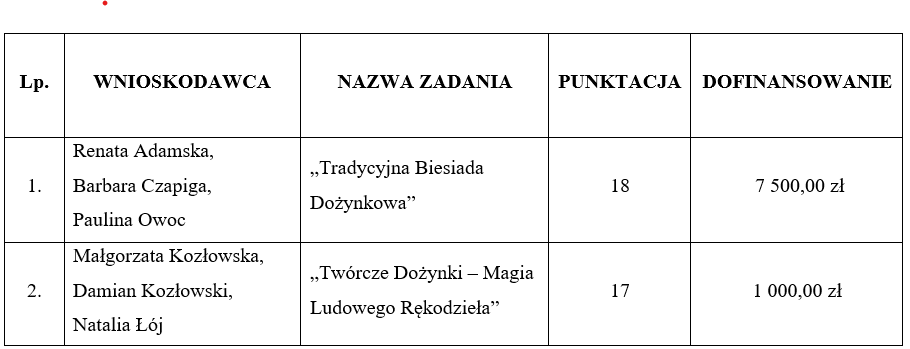 Lp. WNIOSKODAWCA NAZWA ZADANIA PUNKTACJA DOFINANSOWANIE
1.
Renata Adamska,
Barbara Czapiga,
Paulina Owoc
„Tradycyjna Biesiada
Dożynkowa”
18
7 500,00 zł
2.
Małgorzata Kozłowska,
Damian Kozłowski,
Natalia Łój
„Twórcze Dożynki – Magia
Ludowego Rękodzieła”
17
1 000,00 zł